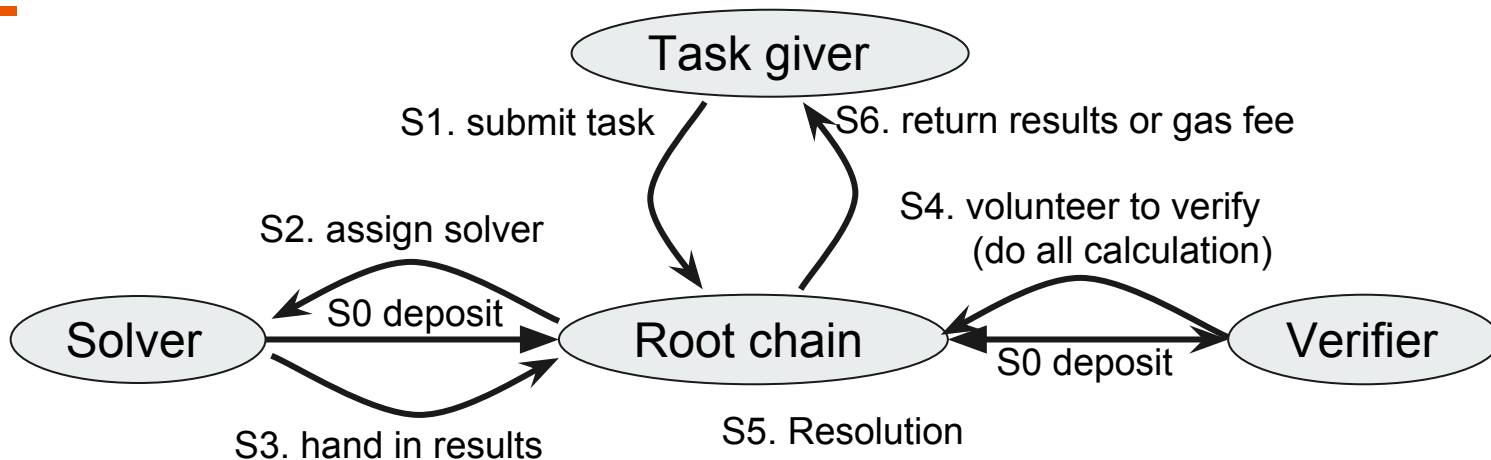 Task giver
S1. submit task
S6. return results or gas fee
S2. assign solver
S4. volunteer to verify
(do all calculation)
Solver
S0 deposit
Root chain
S0 deposit
Verifier
S3. hand in results
S5. Resolution